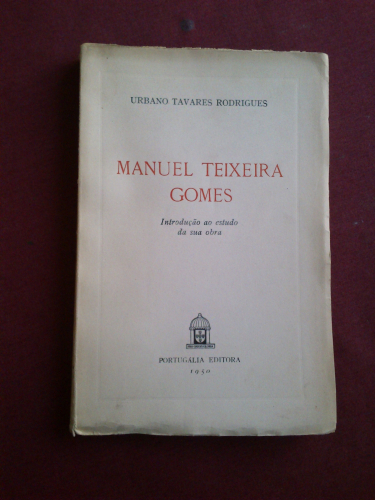 URBANO TAVARES RODRIGUES
MANUEL TEIXEIRA
GOMES
Introdução ao estudo
da sua obra
PORTUGÁLIA EDITORA
1950